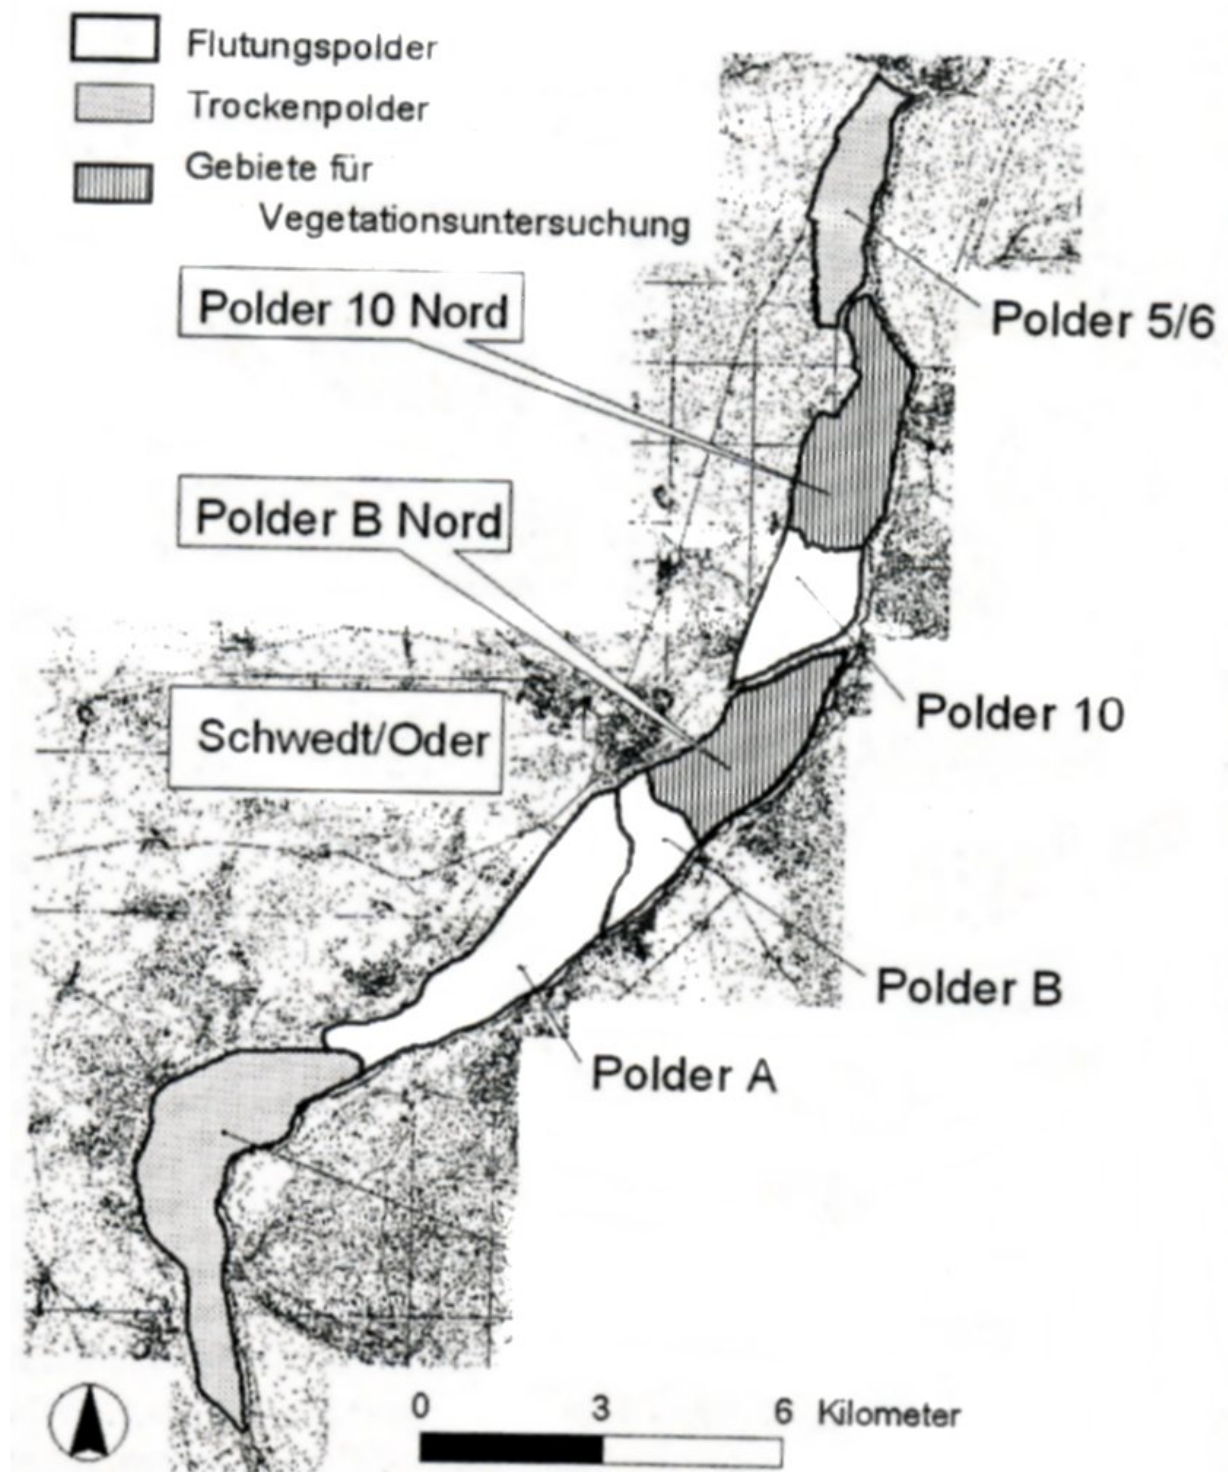 Flutungspolder
Trockenpolder
Gebiete für
Vegetationsuntersuchung
Polder 10 Nord
Polder 5/6
Polder B Nord
Schwedt/Oder
Polder 10
Polder B
Polder A
0 3 6 Kilometer